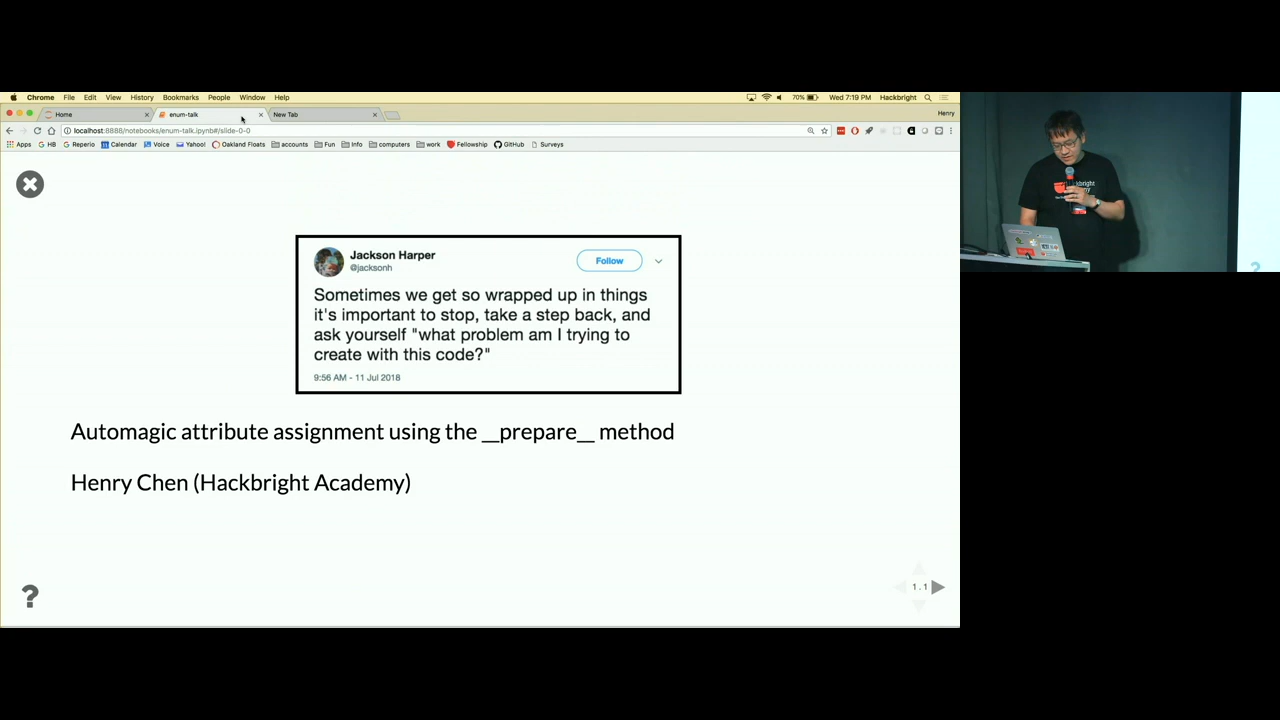 Chrome File Edit View History Bookmarks People Window Help 70% Wed 7:19 PM Hackbright
Home enum-talk New Tab Henry
localhost:8888/notebooks/enum-talk.ipynb#/slide-0-0
Apps HB Reperio Calendar Voice Yahoo! Oakland Floats accounts Fun Info computers work Fellowship GitHub Surveys
Jackson Harper
@jacksonh
Follow
Sometimes we get so wrapped up in things
it's important to stop, take a step back, and
ask yourself "what problem am I trying to
create with this code?"
9:56 AM - 11 Jul 2018
Automagic attribute assignment using the __prepare__ method
Henry Chen (Hackbright Academy)
?
1.1